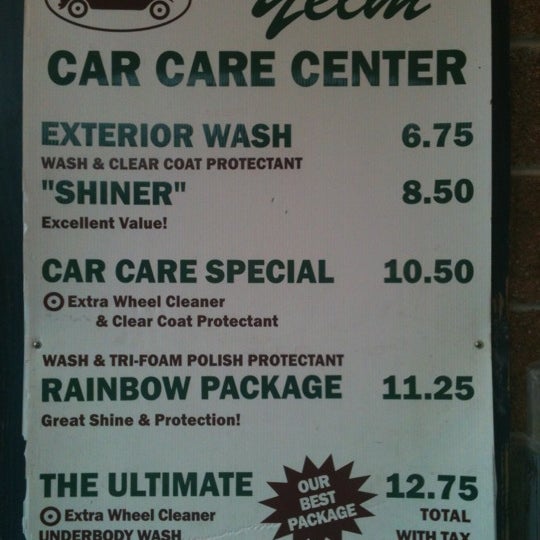 Yelm
CAR CARE CENTER
EXTERIOR WASH 6.75
WASH & CLEAR COAT PROTECTANT
"SHINER" 8.50
Excellent Value!
CAR CARE SPECIAL 10.50
Extra Wheel Cleaner
& Clear Coat Protectant
WASH & TRI-FOAM POLISH PROTECTANT
RAINBOW PACKAGE 11.25
Great Shine & Protection!
THE ULTIMATE 12.75
OUR
BEST
PACKAGE
Extra Wheel Cleaner TOTAL
UNDERBODY WASH WITH TAX